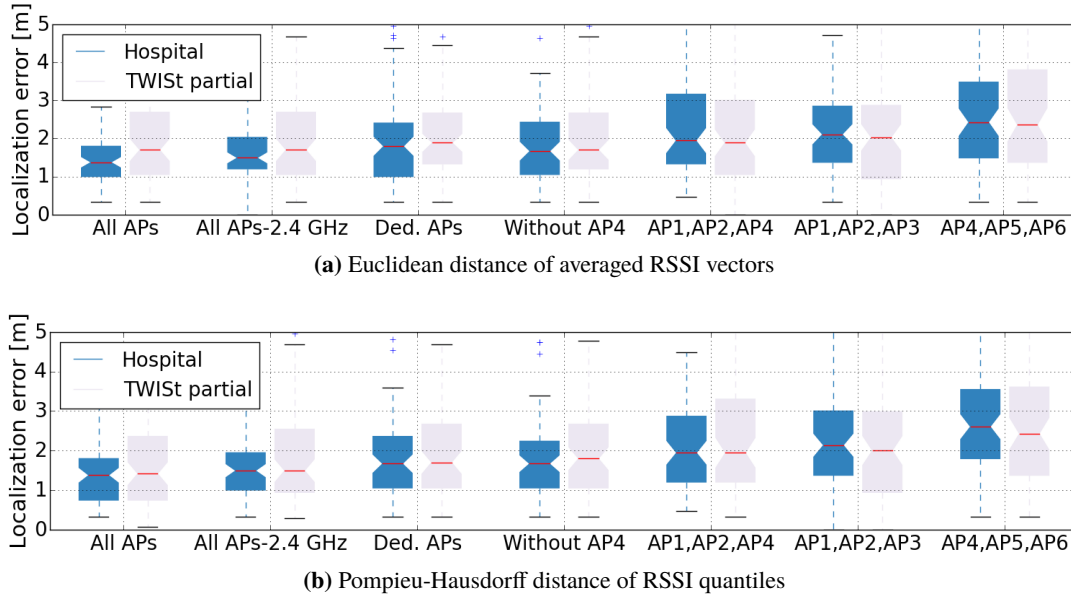 Localization error [m]
5
4
3
2
1
0
Hospital
TWISt partial
All APs
All APs-2.4 GHz
Ded. APs
Without AP4
AP1,AP2,AP4
AP1,AP2,AP3
AP4,AP5,AP6
(a) Euclidean distance of averaged RSSI vectors
Localization error [m]
5
4
3
2
1
0
Hospital
TWISt partial
All APs
All APs-2.4 GHz
Ded. APs
Without AP4
AP1,AP2,AP4
AP1,AP2,AP3
AP4,AP5,AP6
(b) Pompieu-Hausdorff distance of RSSI quantiles